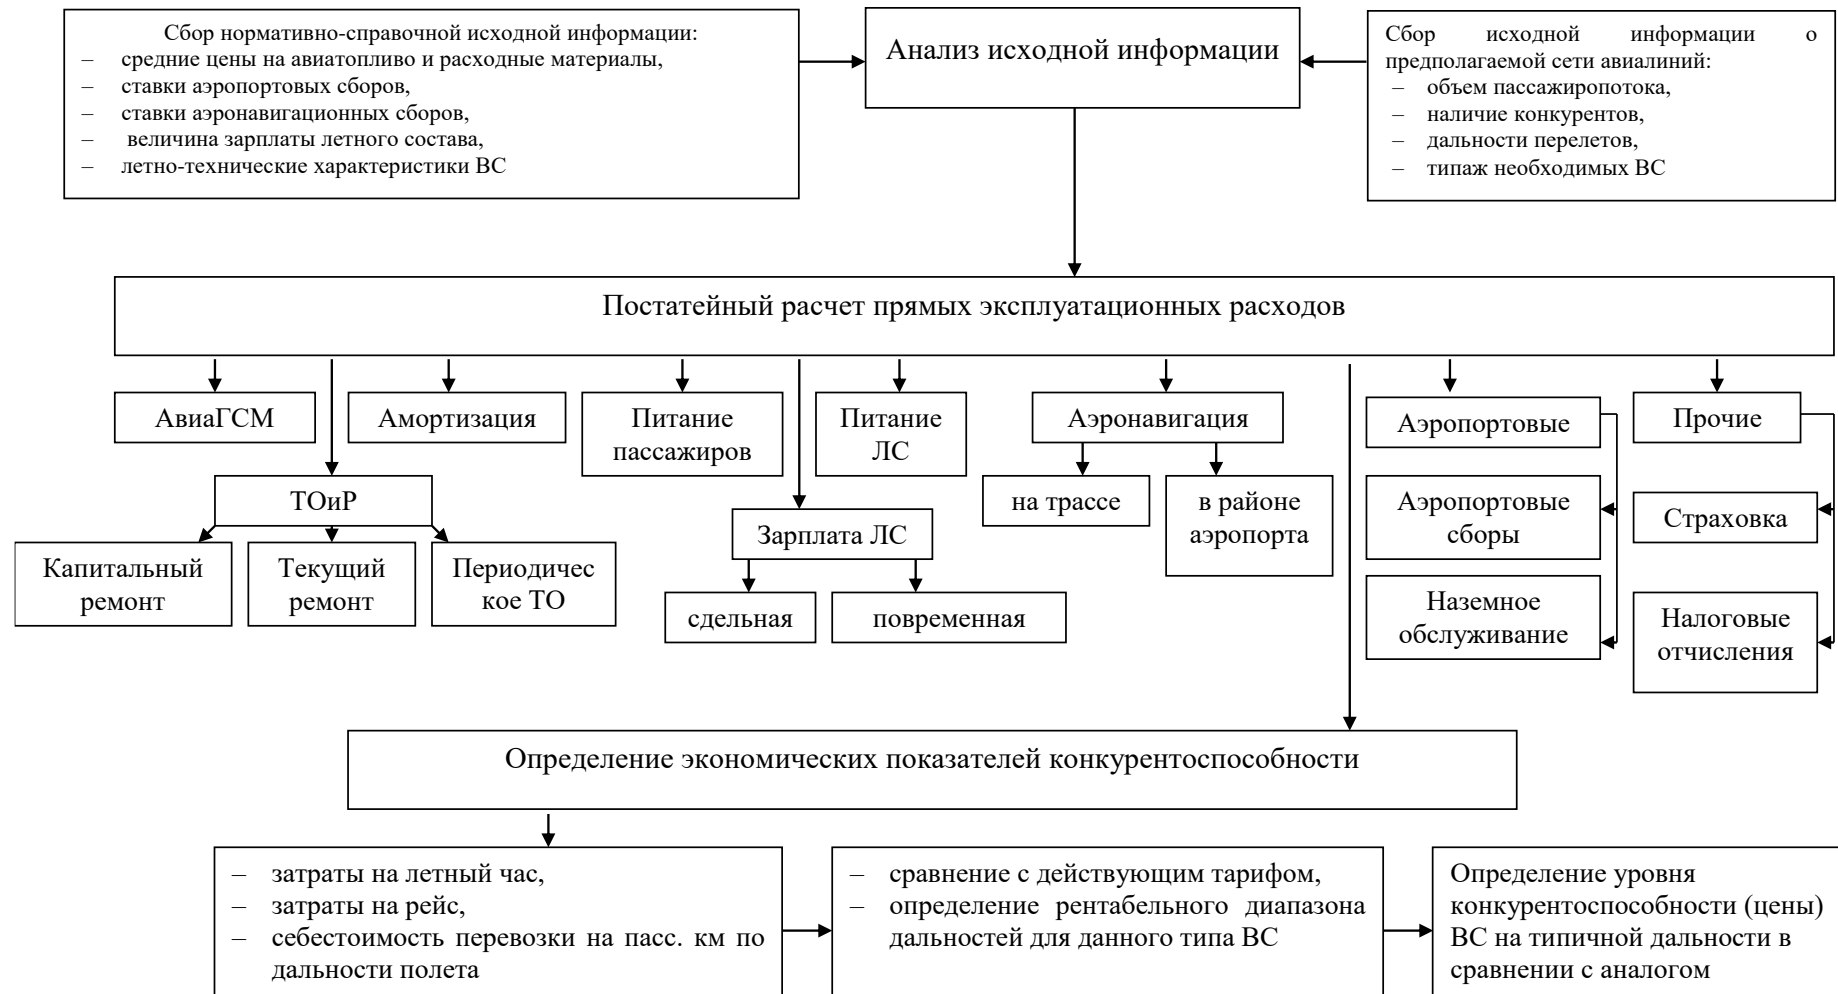 Сбор нормативно-справочной исходной информации:
– средние цены на авиатопливо и расходные материалы,
– ставки аэропортовых сборов,
– ставки аэронавигационных сборов,
– величина зарплаты летного состава,
– летно-технические характеристики ВС
Анализ исходной информации
Сбор исходной информации о
предполагаемой сети авиалиний:
– объем пассажиропотока,
– наличие конкурентов,
– дальности перелетов,
– типаж необходимых ВС
Постатейный расчет прямых эксплуатационных расходов
АвиаГСМ
Амортизация
Питание
пассажиров
Питание
ЛС
Аэронавигация
Аэропортовые
Прочие
ТОиР
Зарплата ЛС
на трассе
в районе
аэропорта
Аэропортовые
сборы
Страховка
Капитальный
ремонт
Текущий
ремонт
Периодичес
кое ТО
сдельная
повременная
Наземное
обслуживание
Налоговые
отчисления
Определение экономических показателей конкурентоспособности
– затраты на летный час,
– затраты на рейс,
– себестоимость перевозки на пасс. км по
дальности полета
– сравнение с действующим тарифом,
– определение рентабельного диапазона
дальностей для данного типа ВС
Определение уровня
конкурентоспособности (цены)
ВС на типичной дальности в
сравнении с аналогом